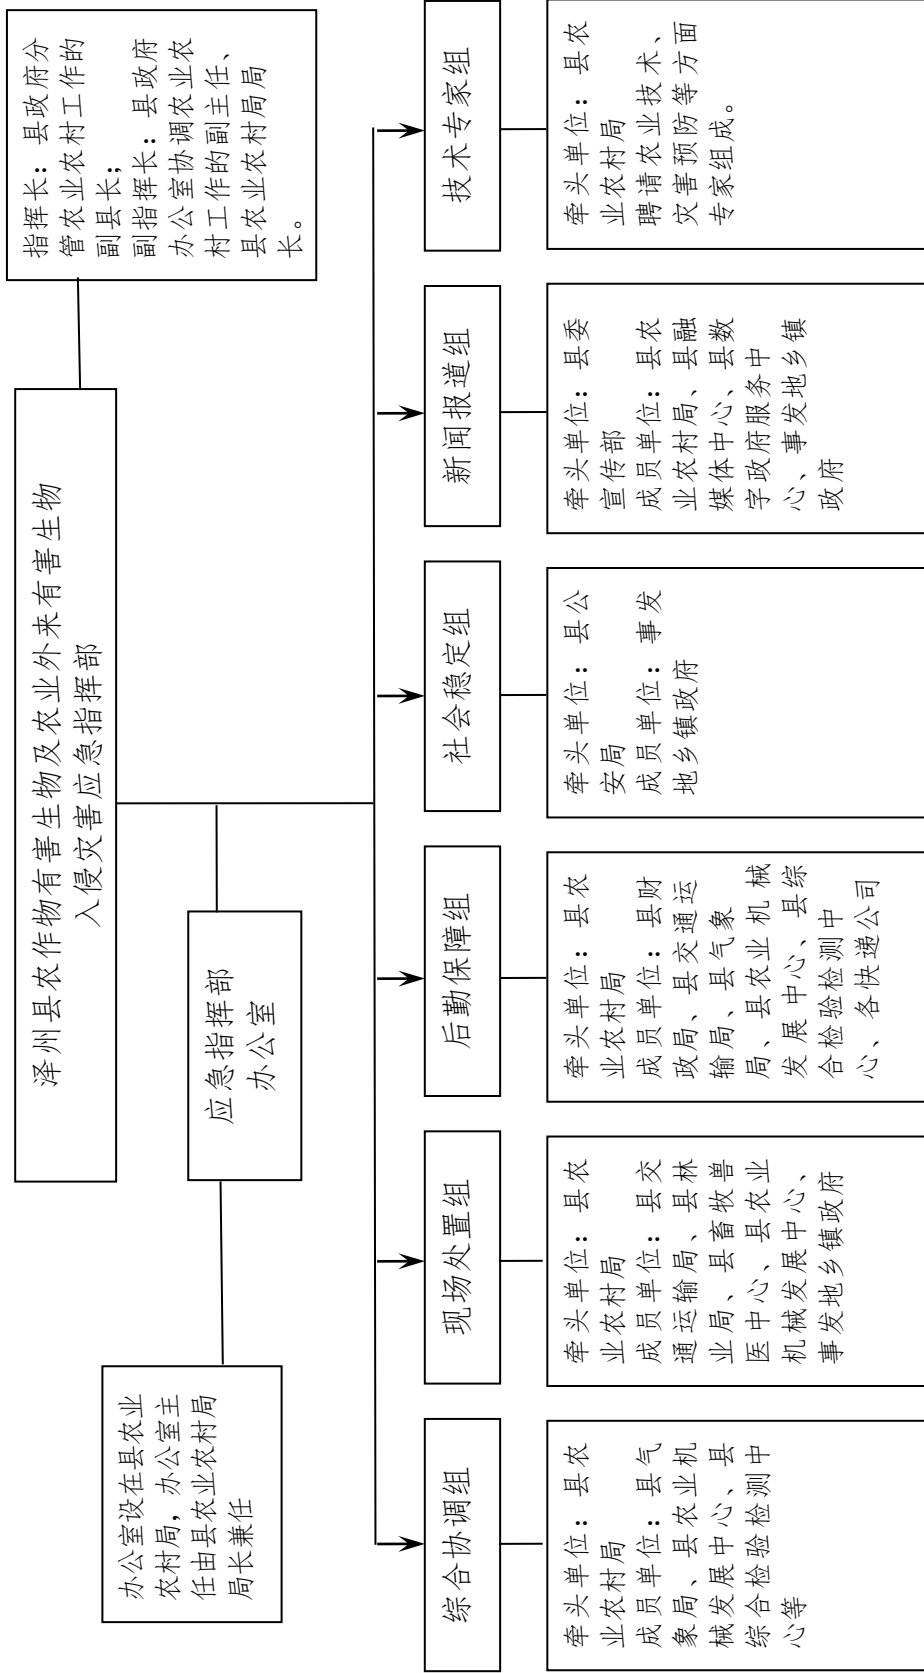 泽州县农作物有害生物及农业外来有害生物
入侵灾害应急指挥部
指挥长：县政府分
管农业农村工作的
副县长；
副指挥长：县政府
办公室协调农业农
村工作的副主任、
县农业农村局局
长。
应急指挥部
办公室
办公室设在县农业
农村局，办公室主
任由县农业农村局
局长兼任
综合协调组
牵头单位：县农
业农村局
成员单位：县气
象局、县农业机
械发展中心、县
综合检验检测中
心等
现场处置组
牵头单位：县农
业农村局
成员单位：县交
通运输局、县林
业局、县畜牧兽
医中心、县农业
机械发展中心、
事发地乡镇政府
后勤保障组
牵头单位：县农
业农村局
成员单位：县财
政局、县交通运
输局、县气象
局、县农业机械
发展中心、县综
合检验检测中
心、各快递公司
社会稳定组
牵头单位：县公
安局
成员单位：事发
地乡镇政府
新闻报道组
牵头单位：县委
宣传部
成员单位：县农
业农村局、县融
媒体中心、县数
字政府服务中
心、事发地乡镇
政府
技术专家组
牵头单位：县农
业农村局
聘请农业技术、
灾害预防等方面
专家组成。